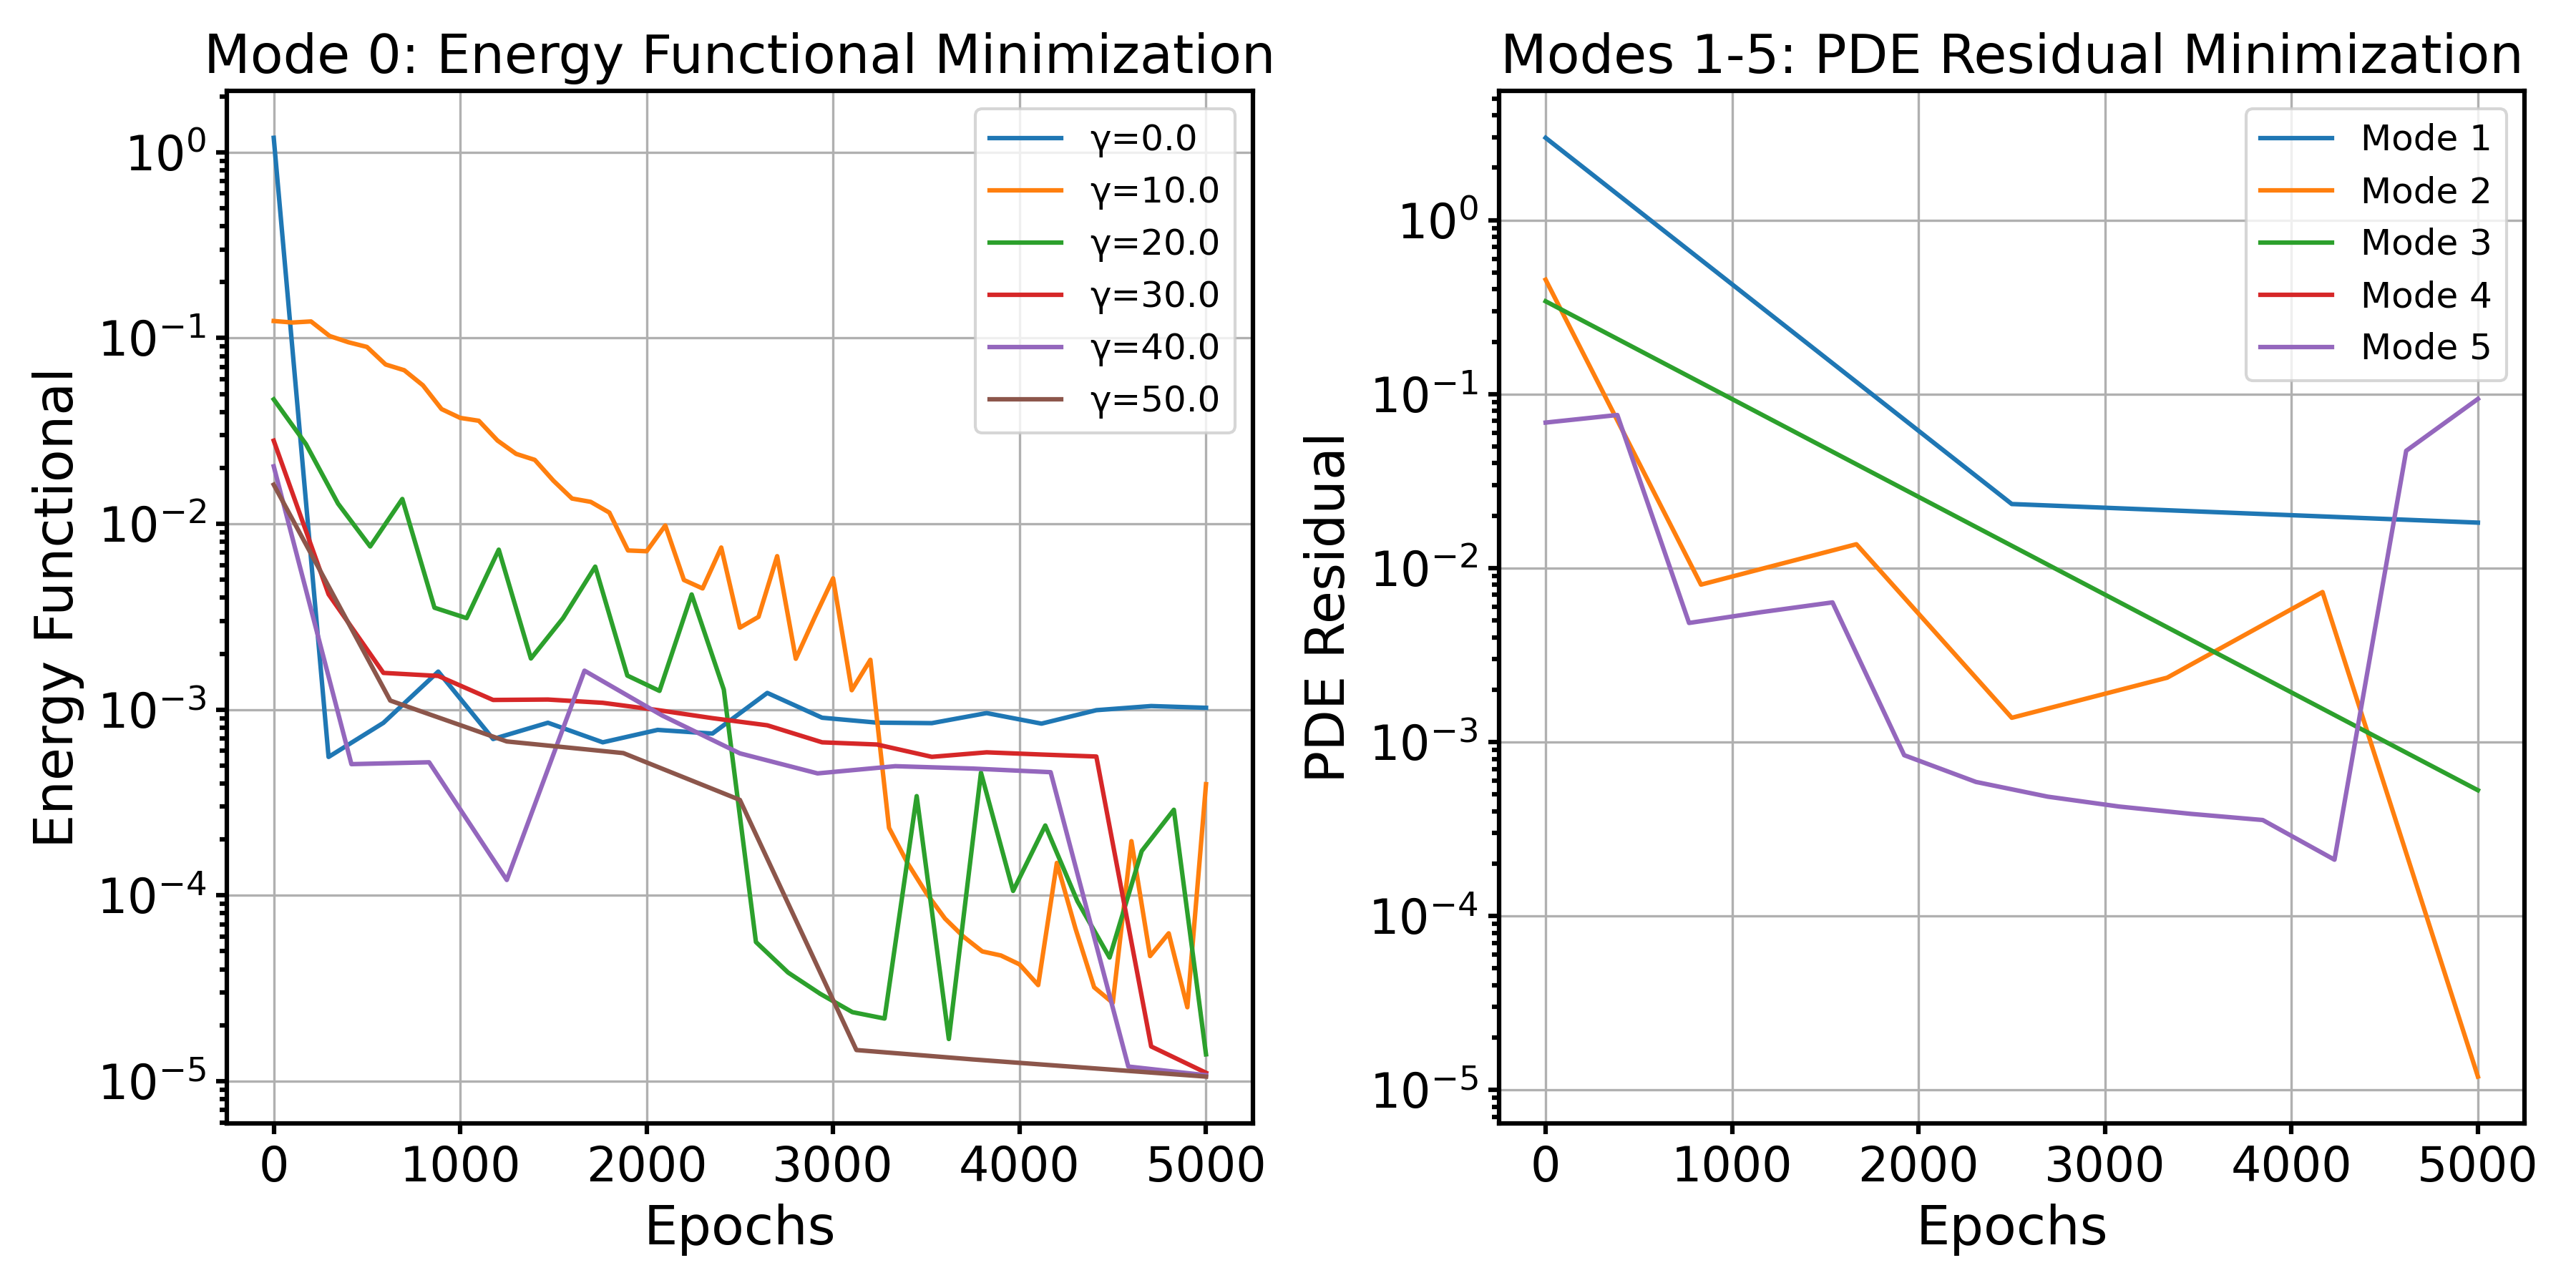 Mode 0: Energy Functional Minimization
Energy Functional
10⁰
10⁻¹
10⁻²
10⁻³
10⁻⁴
10⁻⁵
γ=0.0
γ=10.0
γ=20.0
γ=30.0
γ=40.0
γ=50.0
0 1000 2000 3000 4000 5000
Epochs
Modes 1-5: PDE Residual Minimization
PDE Residual
10⁰
10⁻¹
10⁻²
10⁻³
10⁻⁴
10⁻⁵
Mode 1
Mode 2
Mode 3
Mode 4
Mode 5
0 1000 2000 3000 4000 5000
Epochs